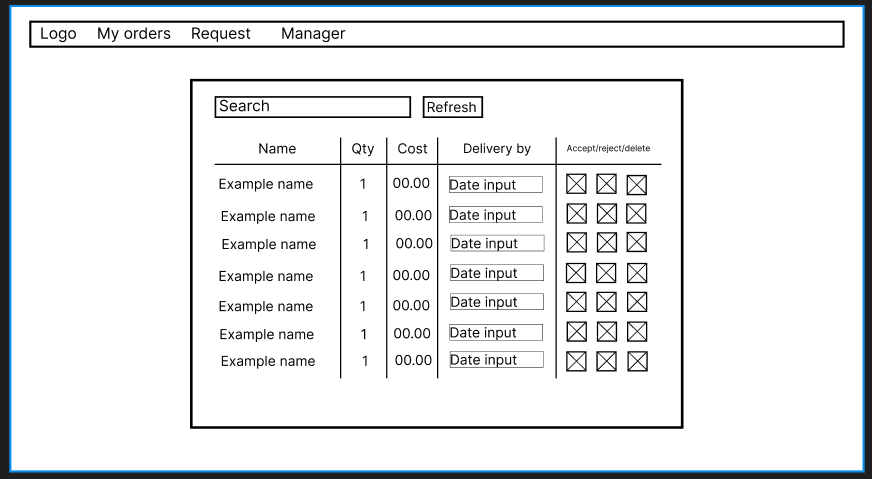 Logo My orders Request Manager
Search Refresh
Name Qty Cost Delivery by Accept/reject/delete
Example name 1 00.00 Date input
Example name 1 00.00 Date input
Example name 1 00.00 Date input
Example name 1 00.00 Date input
Example name 1 00.00 Date input
Example name 1 00.00 Date input
Example name 1 00.00 Date input